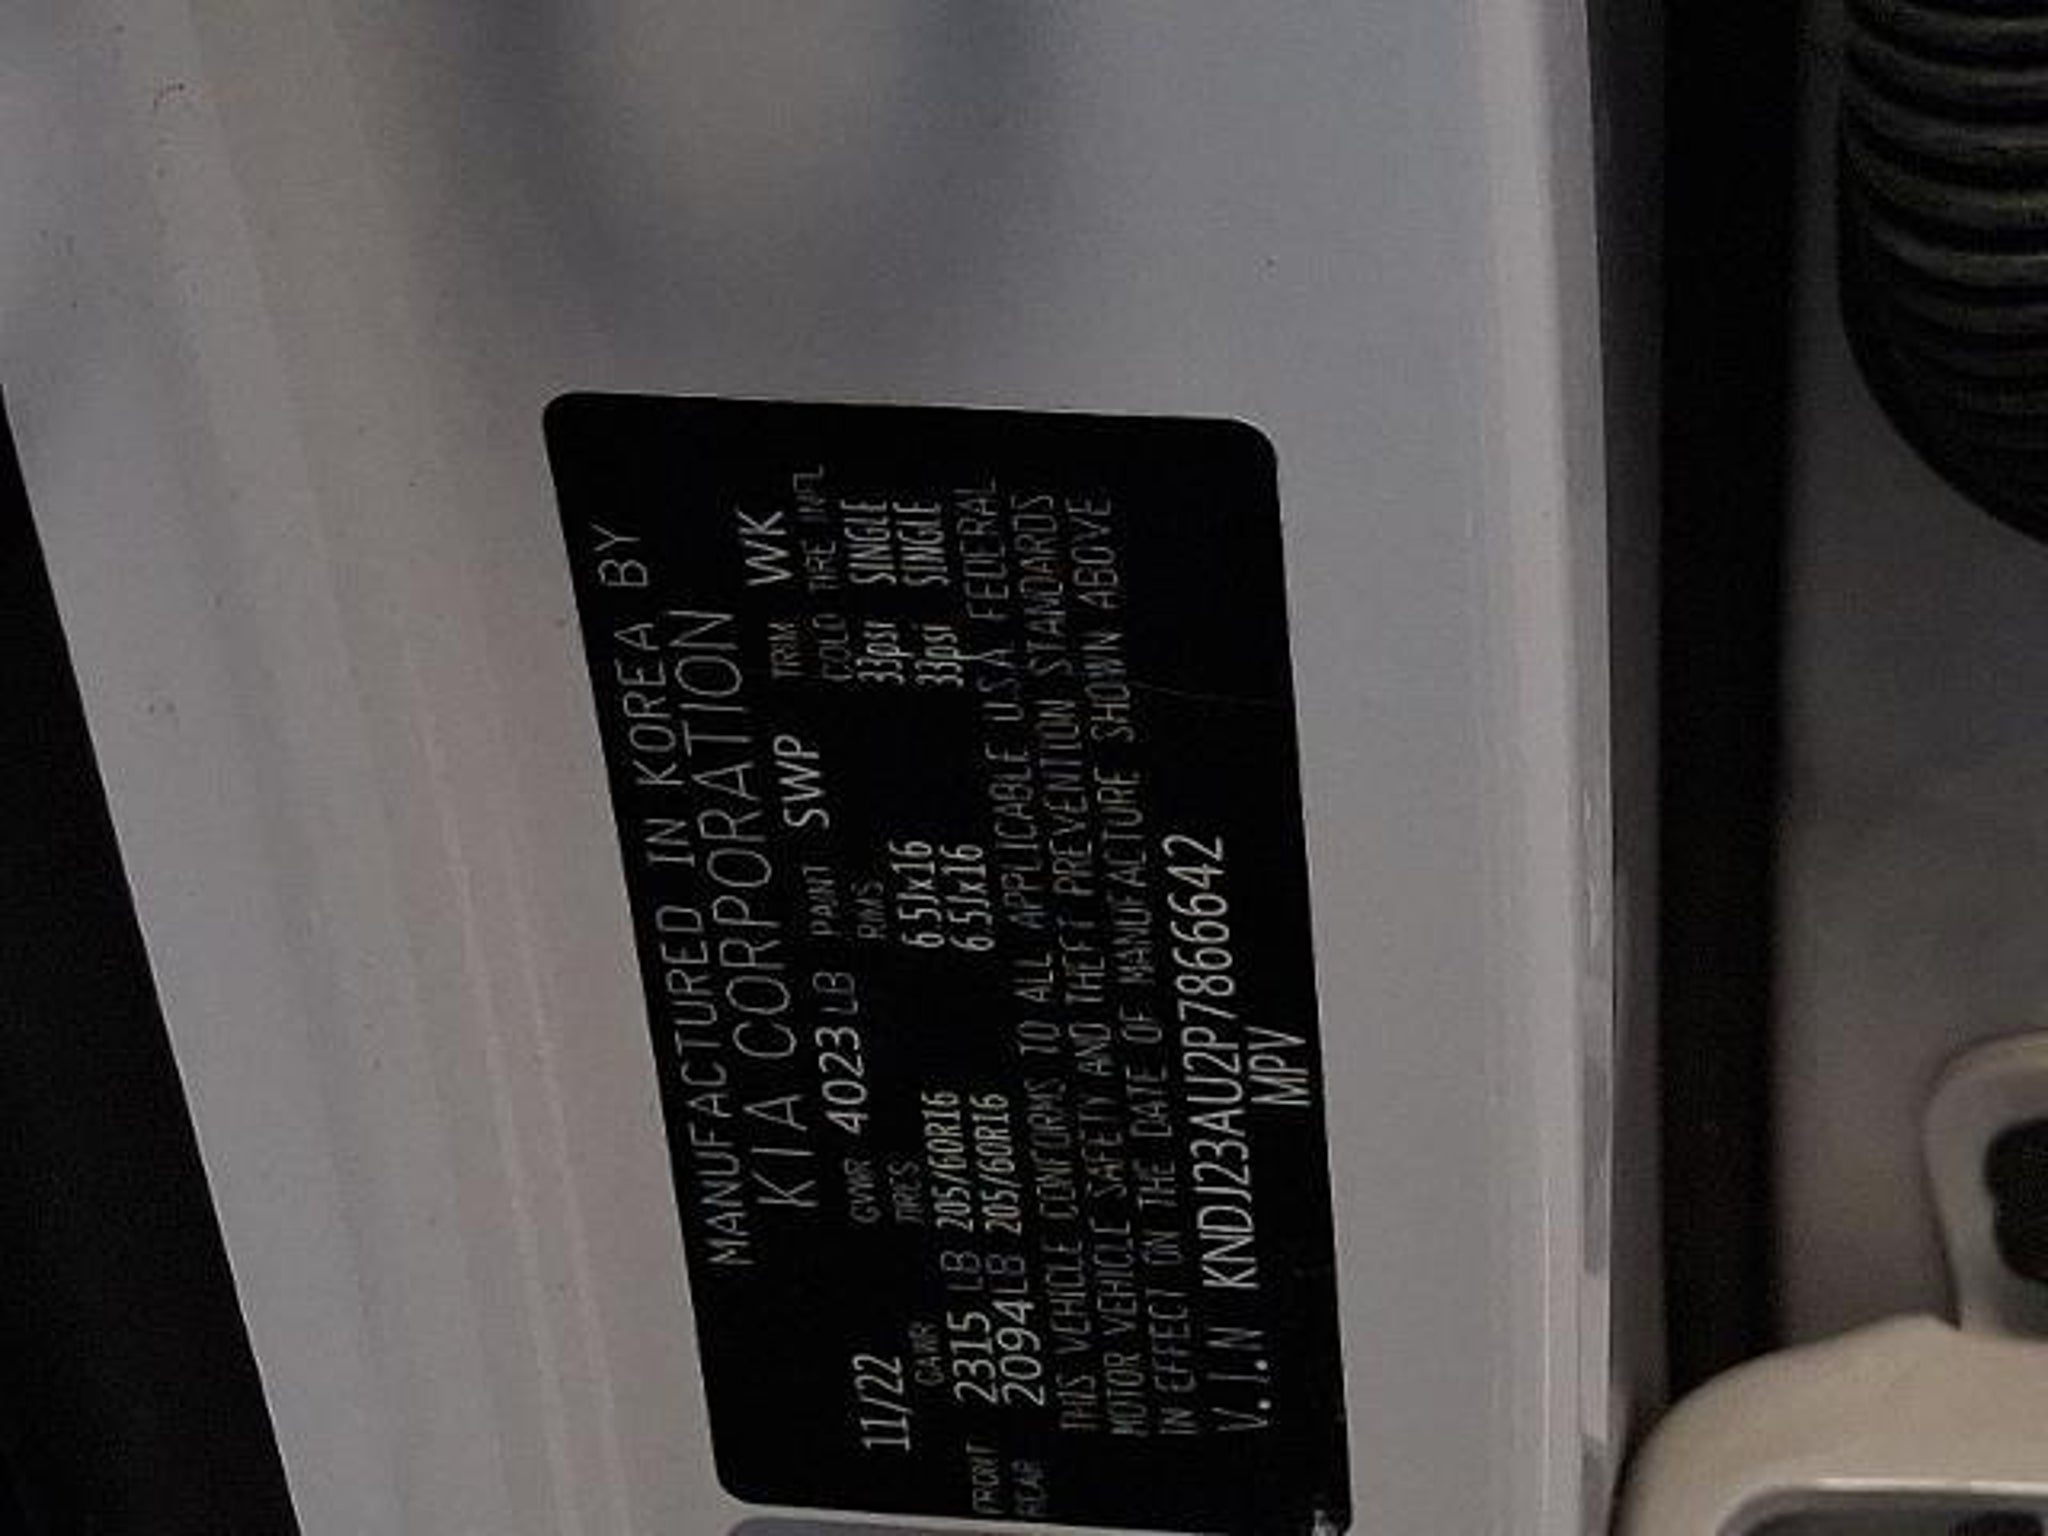 MANUFACTURED IN KOREA BY
KIA CORPORATION
11/22 GVWR 4023 LB PAINT SWP TRIM WK
GAWR TIRES RIMS COLD TIRE INFL
FRONT 2315 LB 205/60R16 6.5Jx16 33psi SINGLE
REAR 2094 LB 205/60R16 6.5Jx16 33psi SINGLE
THIS VEHICLE CONFORMS TO ALL APPLICABLE USA FEDERAL
MOTOR VEHICLE SAFETY AND THEFT PREVENTION STANDARDS
IN EFFECT ON THE DATE OF MANUFACTURE SHOWN ABOVE
V.I.N KNDJ23AU2P7866642
MPV